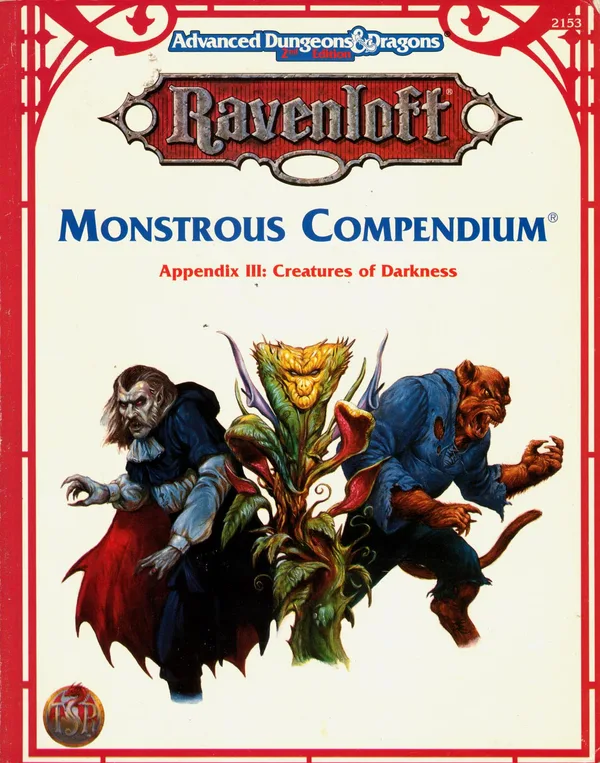 2153
Advanced Dungeons & Dragons®
2nd Edition
Ravenloft®
MONSTROUS COMPENDIUM®
Appendix III: Creatures of Darkness
TSR